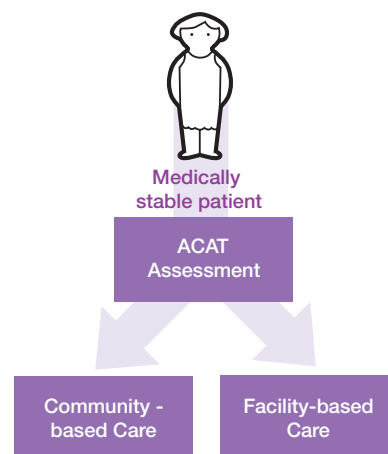 Medically
stable patient
ACAT
Assessment
Community -
based Care
Facility-based
Care